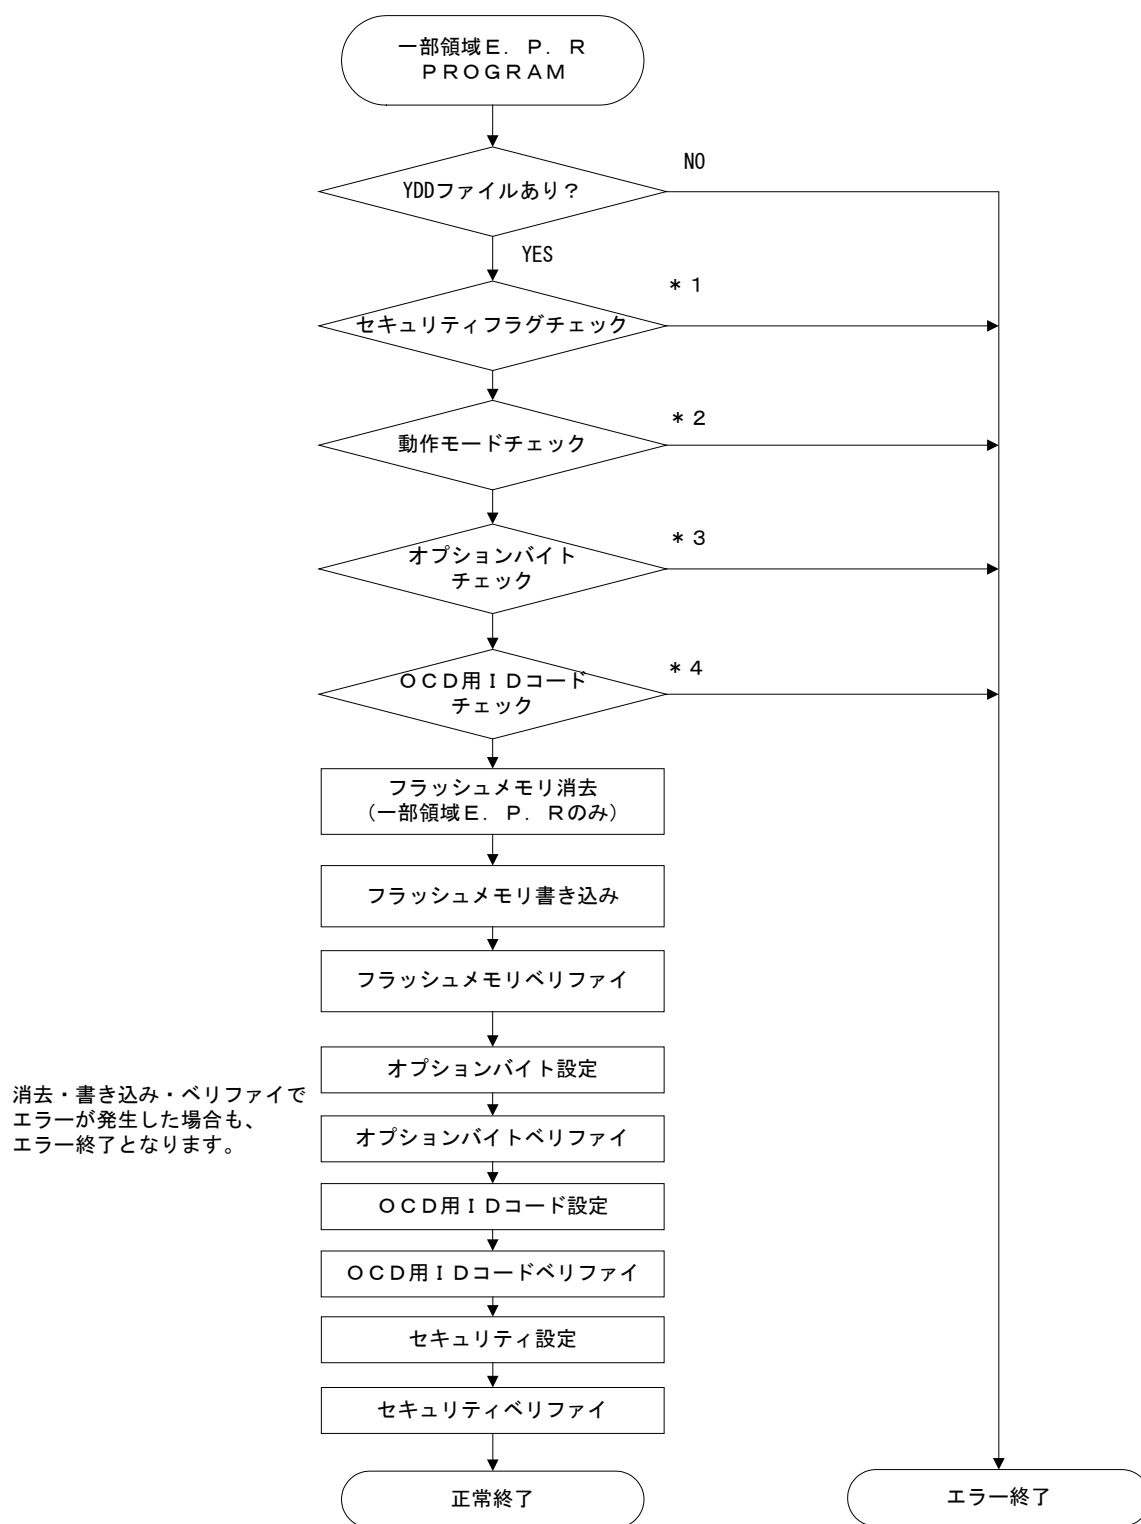 一部領域Ｅ．Ｐ．Ｒ
ＰＲＯＧＲＡＭ
NO
YDDファイルあり？
YES
＊１
セキュリティフラグチェック
＊２
動作モードチェック
＊３
オプションバイト
チェック
＊４
ＯＣＤ用ＩＤコード
チェック
フラッシュメモリ消去
（一部領域Ｅ．Ｐ．Ｒのみ）
フラッシュメモリ書き込み
フラッシュメモリベリファイ
オプションバイト設定
消去・書き込み・ベリファイで
エラーが発生した場合も、
エラー終了となります。
オプションバイトベリファイ
ＯＣＤ用ＩＤコード設定
ＯＣＤ用ＩＤコードベリファイ
セキュリティ設定
セキュリティベリファイ
正常終了
エラー終了